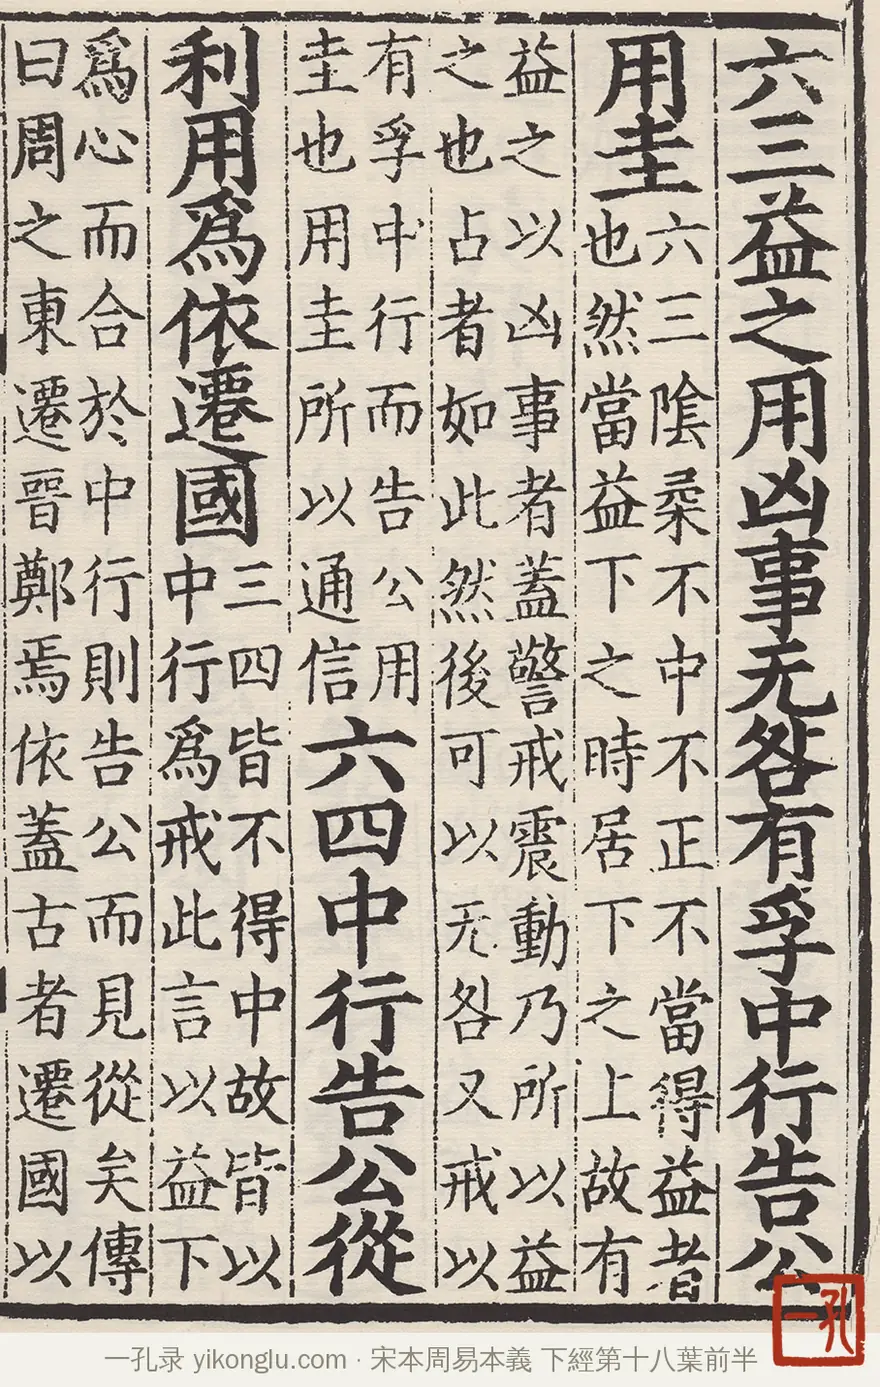 六三益之用凶事无咎有孚中行告公
用圭
六三陰柔不中不正不當得益者
也然當益下之時居下之上故有
益之以凶事者蓋警戒震動乃所以益
之也占者如此然後可以无咎又戒以
有孚中行而告公用
圭也用圭所以通信
六四中行告公從
利用爲依遷國
三四皆不得中故皆以
中行爲戒此言以益下
爲心而合於中行則告公而見從矣傳
曰周之東遷晉鄭焉依蓋古者遷國以
一孔
一孔录 yikonglu.com · 宋本周易本義 下經第十八葉前半